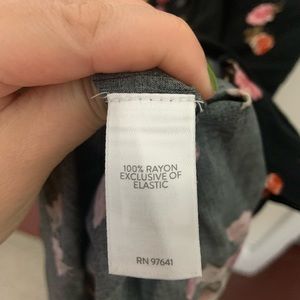 100% RAYON
EXCLUSIVE OF
ELASTIC
RN 97641